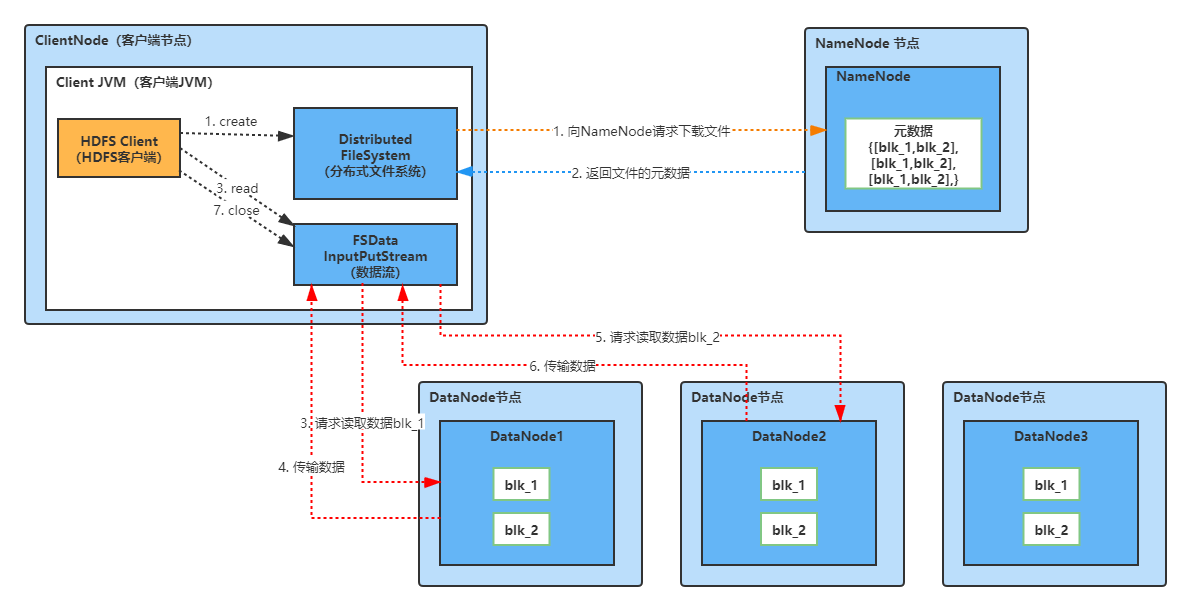 ClientNode（客户端节点）
Client JVM（客户端JVM）
HDFS Client
（HDFS客户端）
1. create
3. read
7. close
Distributed
FileSystem
（分布式文件系统）
FSData
InputPutStream
（数据流）
1. 向NameNode请求下载文件
2. 返回文件的元数据
NameNode 节点
NameNode
元数据
{[blk_1,blk_2],
[blk_1,blk_2],
[blk_1,blk_2],}
5. 请求读取数据blk_2
6. 传输数据
3. 请求读取数据blk_1
4. 传输数据
DataNode节点
DataNode1
blk_1
blk_2
DataNode节点
DataNode2
blk_1
blk_2
DataNode节点
DataNode3
blk_1
blk_2